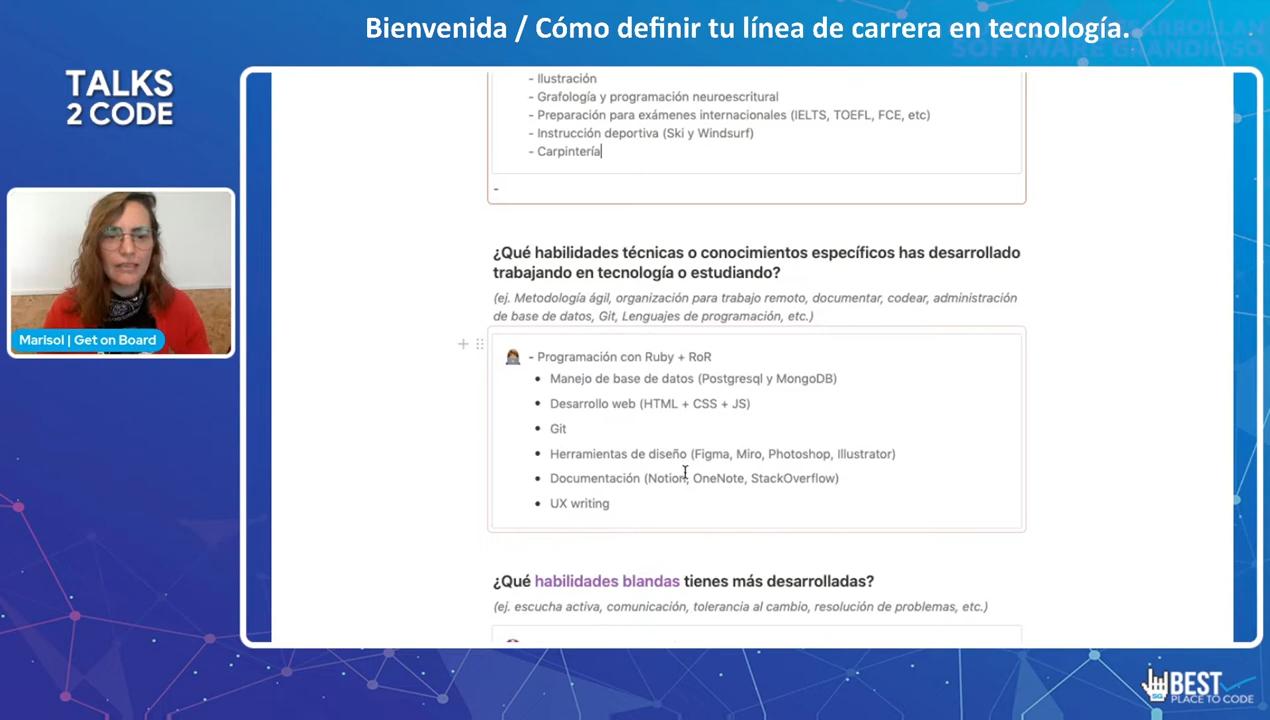 Bienvenida / Cómo definir tu línea de carrera en tecnología.
TALKS
2 CODE
- Ilustración
- Grafología y programación neuroescritural
- Preparación para exámenes internacionales (IELTS, TOEFL, FCE, etc)
- Instrucción deportiva (Ski y Windsurf)
- Carpintería
-
¿Qué habilidades técnicas o conocimientos específicos has desarrollado
trabajando en tecnología o estudiando?
(ej. Metodología ágil, organización para trabajo remoto, documentar, codear, administración
de base de datos, Git, Lenguajes de programación, etc.)
- Programación con Ruby + RoR
• Manejo de base de datos (Postgresql y MongoDB)
• Desarrollo web (HTML + CSS + JS)
• Git
• Herramientas de diseño (Figma, Miro, Photoshop, Illustrator)
• Documentación (Notion, OneNote, StackOverflow)
• UX writing
¿Qué habilidades blandas tienes más desarrolladas?
(ej. escucha activa, comunicación, tolerancia al cambio, resolución de problemas, etc.)
Marisol | Get on Board
SG
BEST
PLACE TO CODE